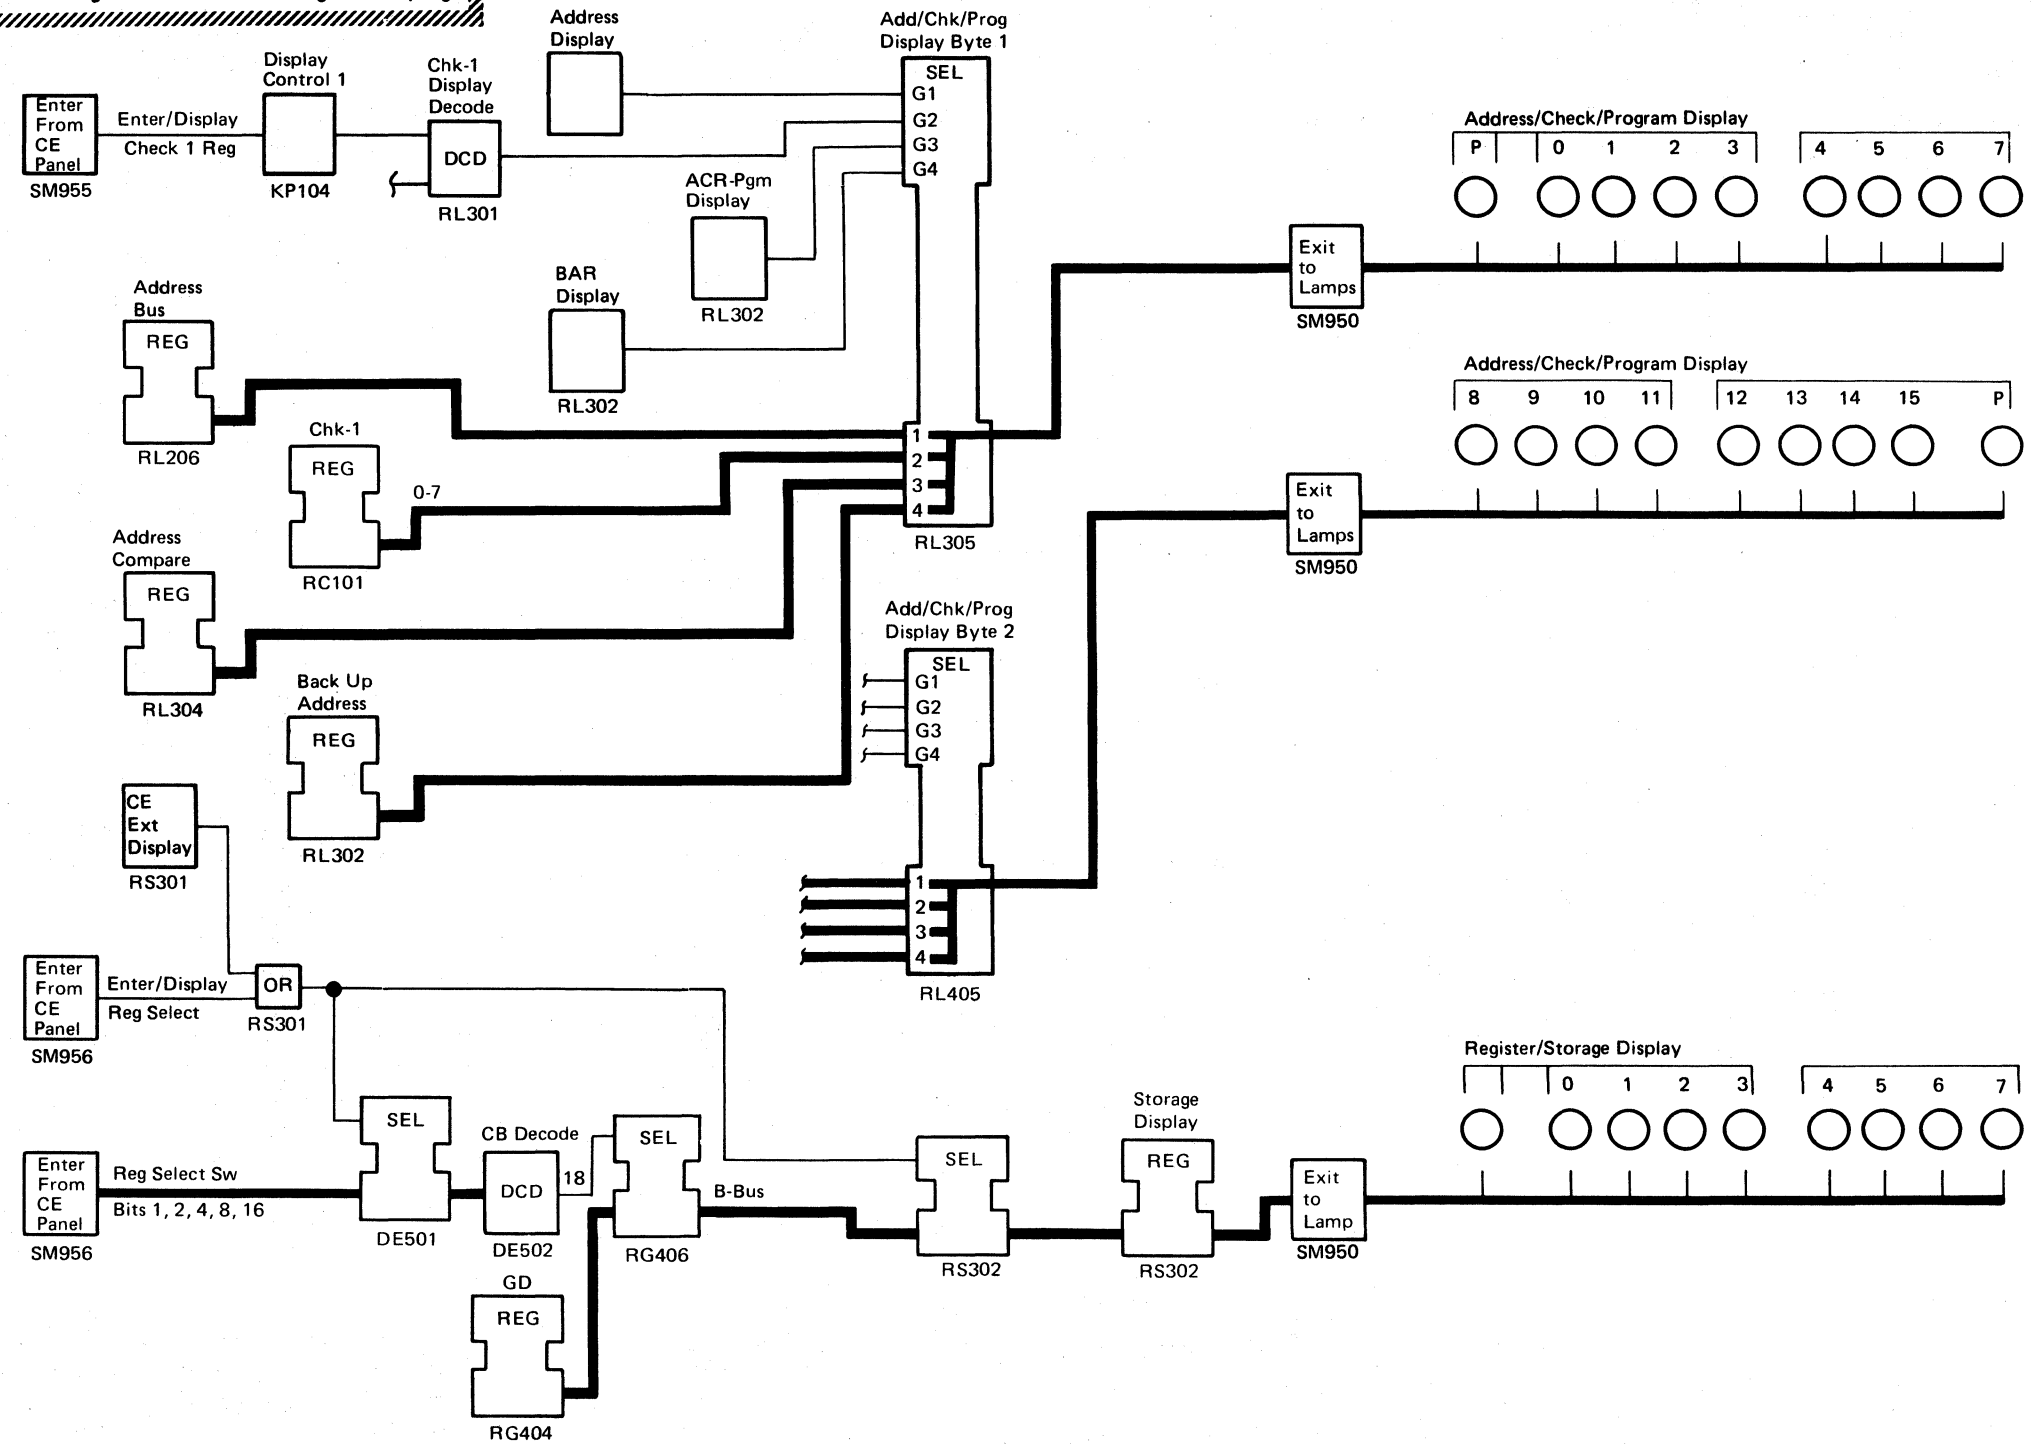 Address
Display
Add/Chk/Prog
Display Byte 1
SEL
G1
G2
G3
G4
Display
Control 1
Chk-1
Display
Decode
Enter
From
CE
Panel
SM955
Enter/Display
Check 1 Reg
KP104
DCD
RL301
ACR-Pgm
Display
RL302
BAR
Display
RL302
Address
Bus
REG
RL206
Chk-1
REG
0-7
RC101
1
2
3
4
RL305
Address/Check/Program Display
P 0 1 2 3 4 5 6 7
Exit
to
Lamps
SM950
Address/Check/Program Display
8 9 10 11 12 13 14 15 P
Exit
to
Lamps
SM950
Address
Compare
REG
RL304
Back Up
Address
REG
RL302
Add/Chk/Prog
Display Byte 2
SEL
G1
G2
G3
G4
1
2
3
4
RL405
CE
Ext
Display
RS301
Enter
From
CE
Panel
SM956
Enter/Display
Reg Select
OR
RS301
Enter
From
CE
Panel
SM956
Reg Select Sw
Bits 1, 2, 4, 8, 16
SEL
DE501
CB Decode
DCD
18
DE502
SEL
RG406
B-Bus
GD
REG
RG404
SEL
RS302
Storage
Display
REG
RS302
Exit
to
Lamp
SM950
Register/Storage Display
0 1 2 3 4 5 6 7